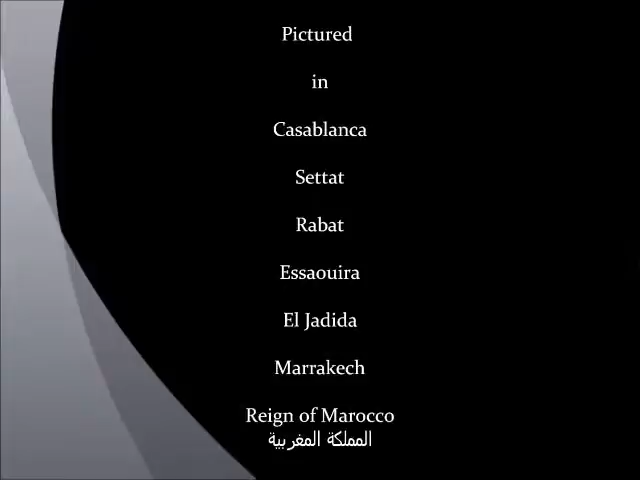 Pictured
in
Casablanca
Settat
Rabat
Essaouira
El Jadida
Marrakech
Reign of Marocco
المملكة المغربية